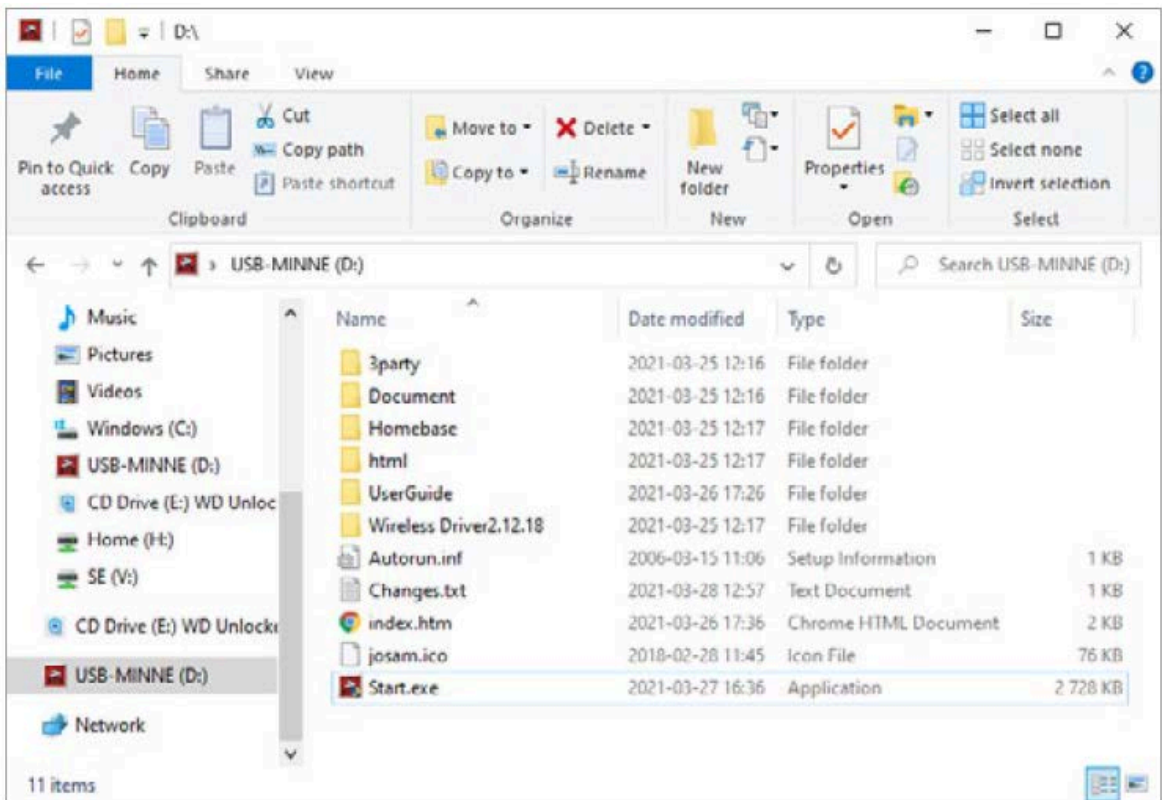 D:\
File Home Share View
Pin to Quick access
Copy
Paste
Cut
Copy path
Paste shortcut
Clipboard
Move to
Copy to
Delete
Rename
Organize
New folder
New
Properties
Open
Select all
Select none
Invert selection
Select
USB-MINNE (D:)
Search USB-MINNE (D:)
Music
Pictures
Videos
Windows (C:)
USB-MINNE (D:)
CD Drive (E:) WD Unloc
Home (H:)
SE (V:)
CD Drive (E:) WD Unlocke
USB-MINNE (D:)
Network
Name Date modified Type Size
3party 2021-03-25 12:16 File folder
Document 2021-03-25 12:16 File folder
Homebase 2021-03-25 12:17 File folder
html 2021-03-25 12:17 File folder
UserGuide 2021-03-26 17:26 File folder
Wireless Driver2.12.18 2021-03-25 12:17 File folder
Autorun.inf 2006-03-15 11:06 Setup Information 1 KB
Changes.txt 2021-03-28 12:57 Text Document 1 KB
index.htm 2021-03-26 17:36 Chrome HTML Document 2 KB
josam.ico 2018-02-28 11:45 Icon File 76 KB
Start.exe 2021-03-27 16:36 Application 2 728 KB
11 items